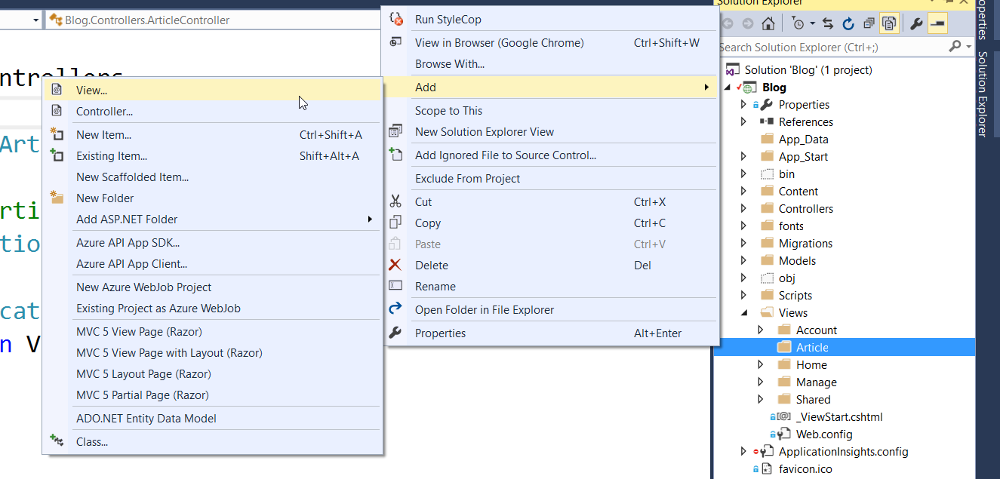 Blog.Controllers.ArticleController
ntrollers
Art
rti
tio
cat
n V
View...
Controller...
New Item... Ctrl+Shift+A
Existing Item... Shift+Alt+A
New Scaffolded Item...
New Folder
Add ASP.NET Folder
Azure API App SDK...
Azure API App Client...
New Azure WebJob Project
Existing Project as Azure WebJob
MVC 5 View Page (Razor)
MVC 5 View Page with Layout (Razor)
MVC 5 Layout Page (Razor)
MVC 5 Partial Page (Razor)
ADO.NET Entity Data Model
Class...
Run StyleCop
View in Browser (Google Chrome) Ctrl+Shift+W
Browse With...
Add
Scope to This
New Solution Explorer View
Add Ignored File to Source Control...
Exclude From Project
Cut Ctrl+X
Copy Ctrl+C
Paste Ctrl+V
Delete Del
Rename
Open Folder in File Explorer
Properties Alt+Enter
Solution Explorer
Search Solution Explorer (Ctrl+;)
Solution 'Blog' (1 project)
Blog
Properties
References
App_Data
App_Start
bin
Content
Controllers
fonts
Migrations
Models
obj
Scripts
Views
Account
Article
Home
Manage
Shared
_ViewStart.cshtml
Web.config
ApplicationInsights.config
favicon.ico
operties
Solution Explorer